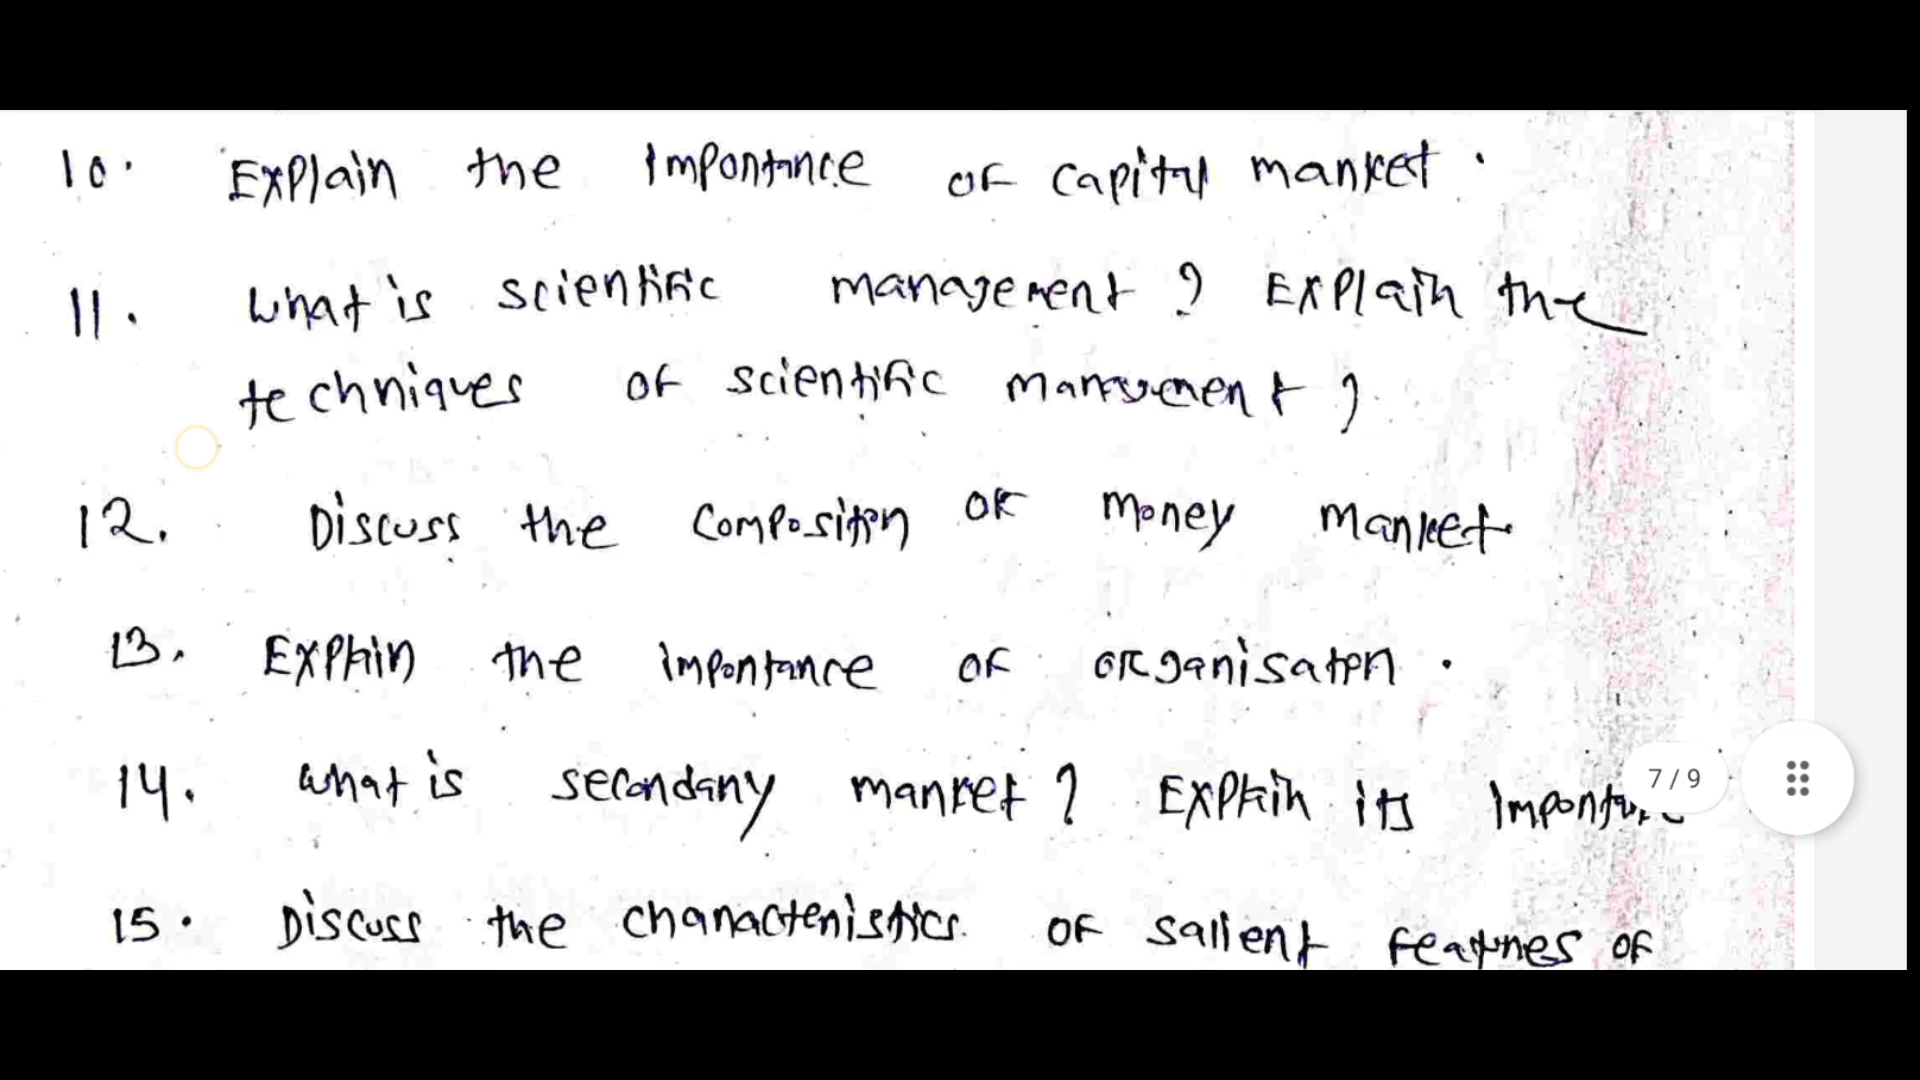 10. Explain the Importance of capital market.
11. What is scientific management? Explain the
techniques of scientific management?
12. Discuss the composition of money market
13. Explain the importance of organisation.
14. What is secondary market? Explain its
7 / 9
15. Discuss the characteristics of salient features of